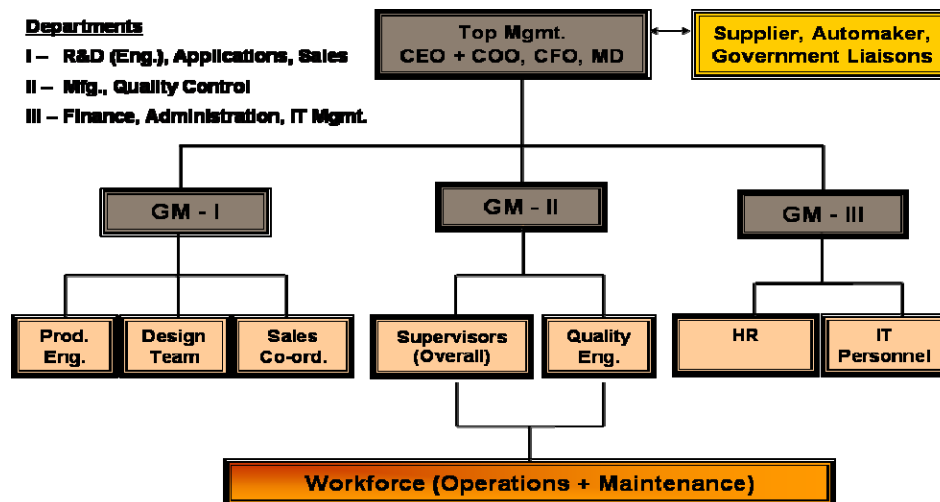 Departments
I – R&D (Eng.), Applications, Sales
II – Mfg., Quality Control
III – Finance, Administration, IT Mgmt.
Top Mgmt.
CEO + COO, CFO, MD
Supplier, Automaker,
Government Liaisons
GM - I
GM - II
GM - III
Prod.
Eng.
Design
Team
Sales
Co-ord.
Supervisors
(Overall)
Quality
Eng.
HR
IT
Personnel
Workforce (Operations + Maintenance)